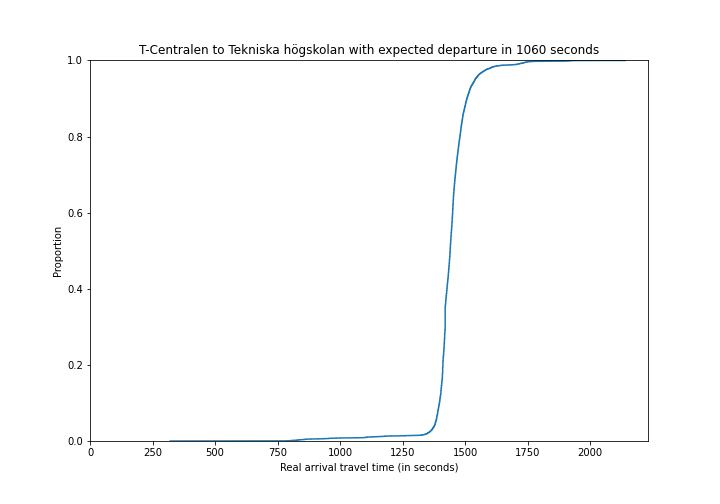 T-Centralen to Tekniska högskolan with expected departure in 1060 seconds
1.0
0.8
0.6
0.4
0.2
0.0
Proportion
0 250 500 750 1000 1250 1500 1750 2000
Real arrival travel time (in seconds)